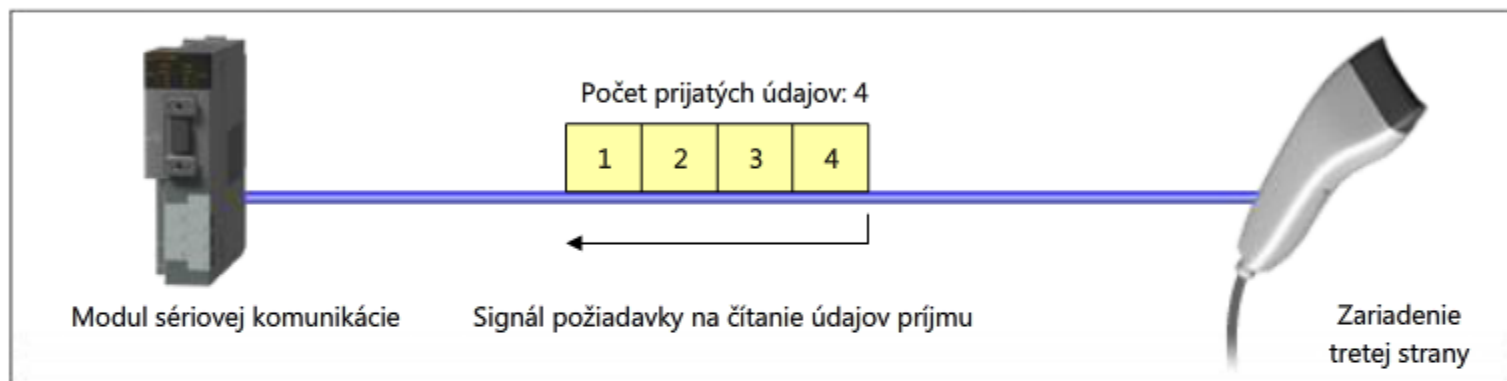 Počet prijatých údajov: 4
1 2 3 4
Modul sériovej komunikácie
Signál požiadavky na čítanie údajov príjmu
Zariadenie
tretej strany